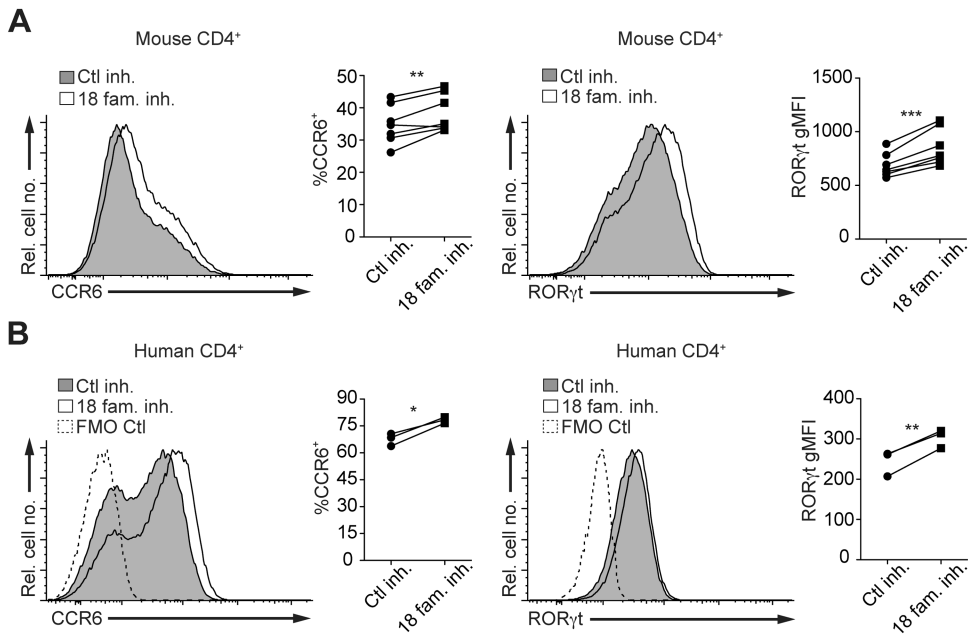 A
Mouse CD4+
Ctl inh.
18 fam. inh.
Rel. cell no.
CCR6
%CCR6+
50
40
30
20
10
0
**
Ctl inh.
18 fam. inh.
Mouse CD4+
Ctl inh.
18 fam. inh.
Rel. cell no.
RORγt
RORγt gMFI
1500
1000
500
0
***
Ctl inh.
18 fam. inh.
B
Human CD4+
Ctl inh.
18 fam. inh.
FMO Ctl
Rel. cell no.
CCR6
%CCR6+
90
75
60
45
30
15
0
*
Ctl inh.
18 fam. inh.
Human CD4+
Ctl inh.
18 fam. inh.
FMO Ctl
Rel. cell no.
RORγt
RORγt gMFI
400
300
200
100
0
**
Ctl inh.
18 fam. inh.